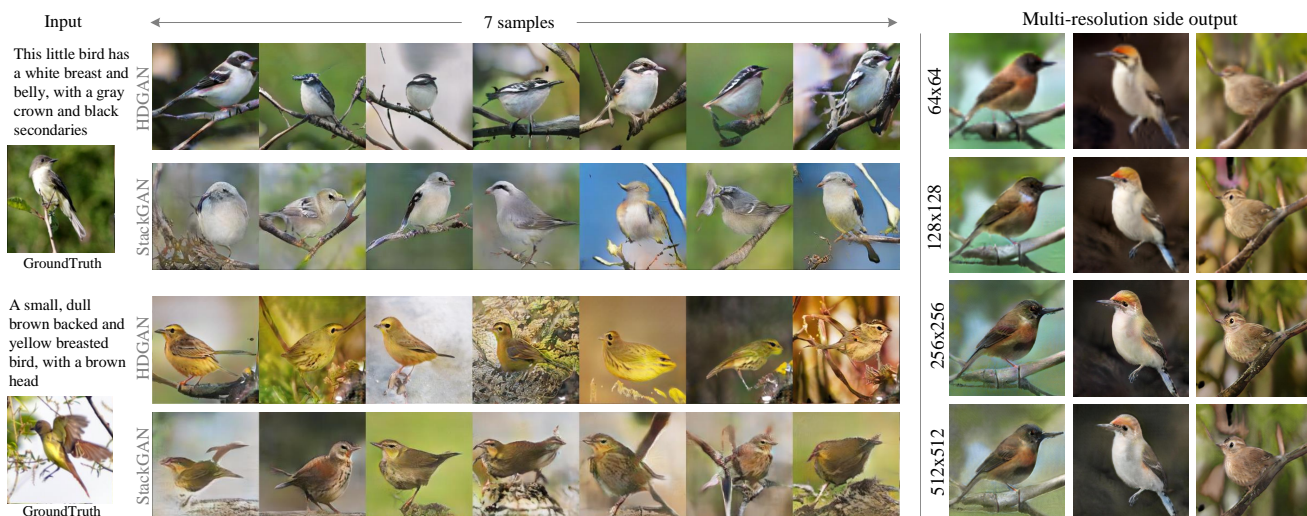 Input
7 samples
Multi-resolution side output
This little bird has
a white breast and
belly, with a gray
crown and black
secondaries
GroundTruth
HDGAN
StackGAN
A small, dull
brown backed and
yellow breasted
bird, with a brown
head
GroundTruth
HDGAN
StackGAN
64x64
128x128
256x256
512x512